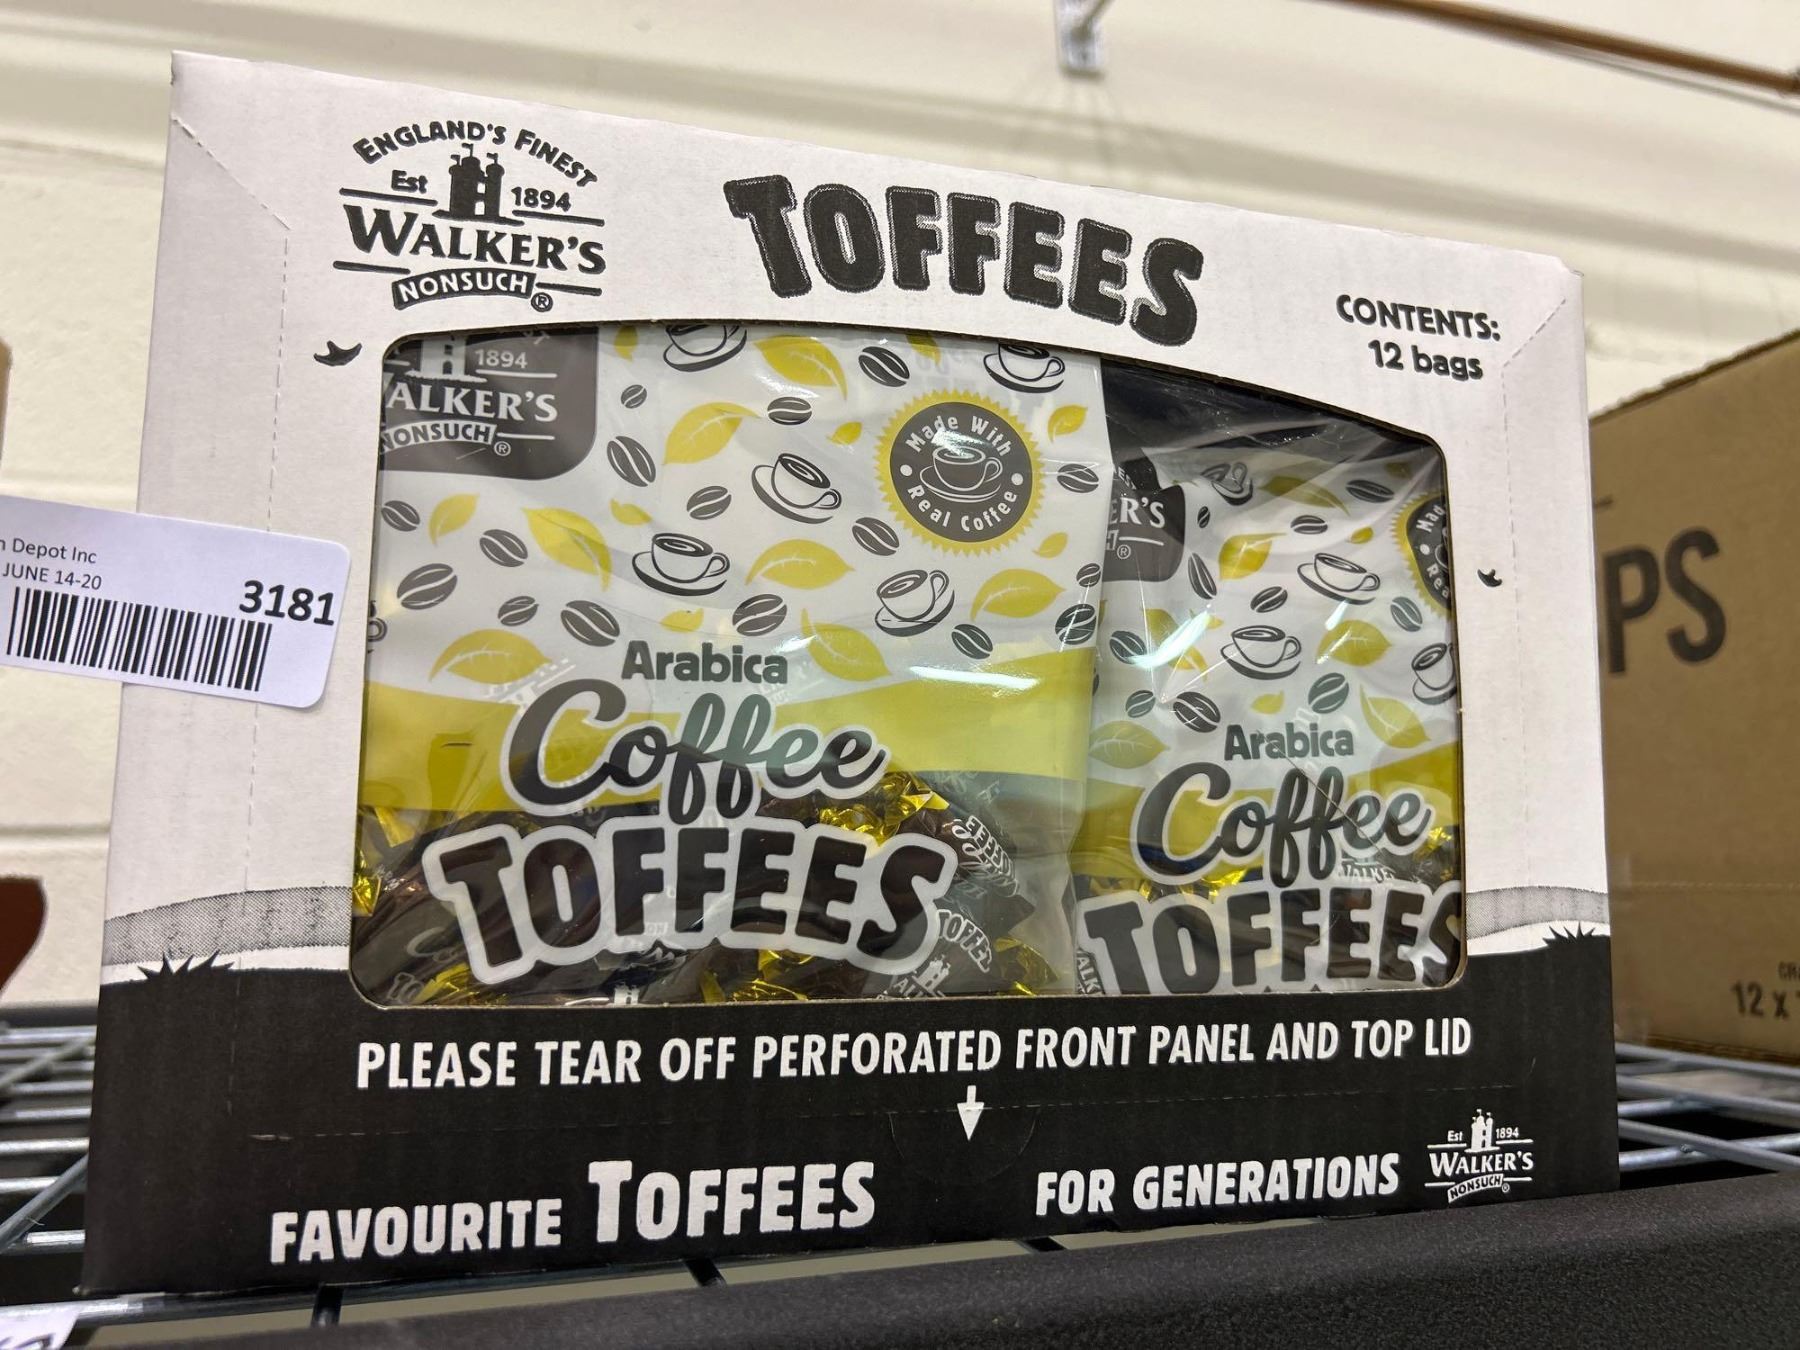 ENGLAND'S FINEST
Est 1894
WALKER'S
NONSUCH®
TOFFEES
CONTENTS:
12 bags
1894
WALKER'S
NONSUCH®
Made With
Real Coffee
Arabica
Coffee
TOFFEES
R'S
®
Arabica
Coffee
TOFFEES
Depot Inc
JUNE 14-20
3181
PS
12 x
PLEASE TEAR OFF PERFORATED FRONT PANEL AND TOP LID
FAVOURITE TOFFEES
FOR GENERATIONS
Est 1894
WALKER'S
NONSUCH®